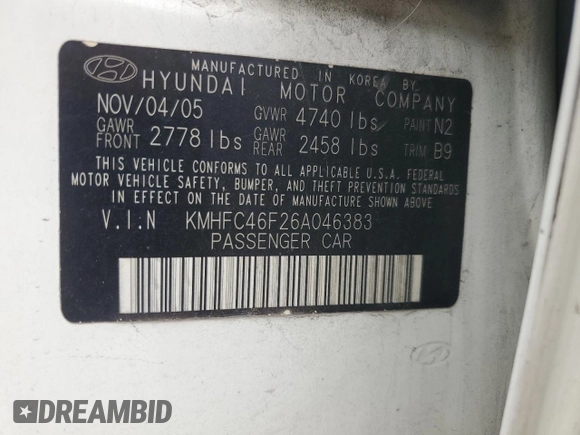 MANUFACTURED IN KOREA BY
HYUNDAI MOTOR COMPANY
NOV/04/05 GVWR 4740 lbs PAINT N2
GAWR FRONT 2778 lbs GAWR REAR 2458 lbs TRIM B9
THIS VEHICLE CONFORMS TO ALL APPLICABLE U.S.A. FEDERAL
MOTOR VEHICLE SAFETY, BUMPER, AND THEFT PREVENTION STANDARDS
IN EFFECT ON THE DATE OF MANUFACTURE SHOWN ABOVE
V.I.N KMHFC46F26A046383
PASSENGER CAR
DREAMBID